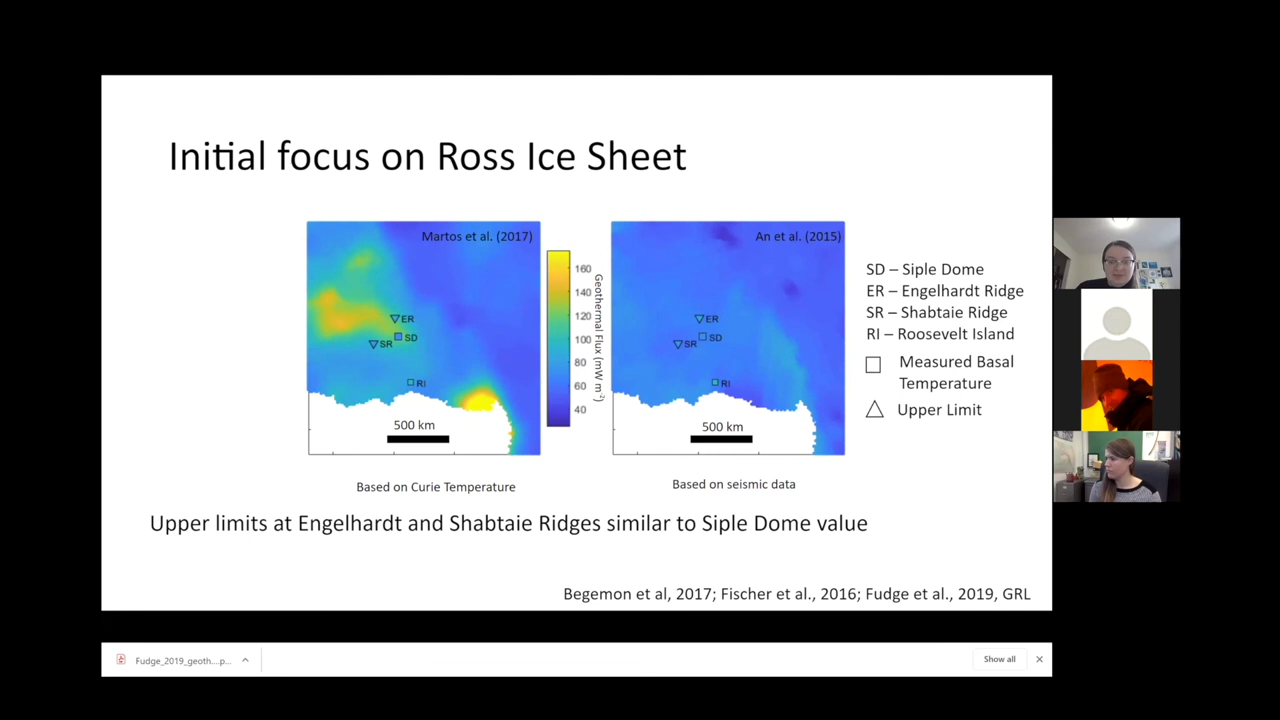 Initial focus on Ross Ice Sheet
Martos et al. (2017)
ER
SD
SR
RI
500 km
Based on Curie Temperature
160
140
120
100
80
60
40
Geothermal Flux (mW m⁻²)
An et al. (2015)
ER
SD
SR
RI
500 km
Based on seismic data
SD – Siple Dome
ER – Engelhardt Ridge
SR – Shabtaie Ridge
RI – Roosevelt Island
Measured Basal
Temperature
Upper Limit
Upper limits at Engelhardt and Shabtaie Ridges similar to Siple Dome value
Begemon et al, 2017; Fischer et al., 2016; Fudge et al., 2019, GRL
Fudge_2019_geoth....p...
Show all